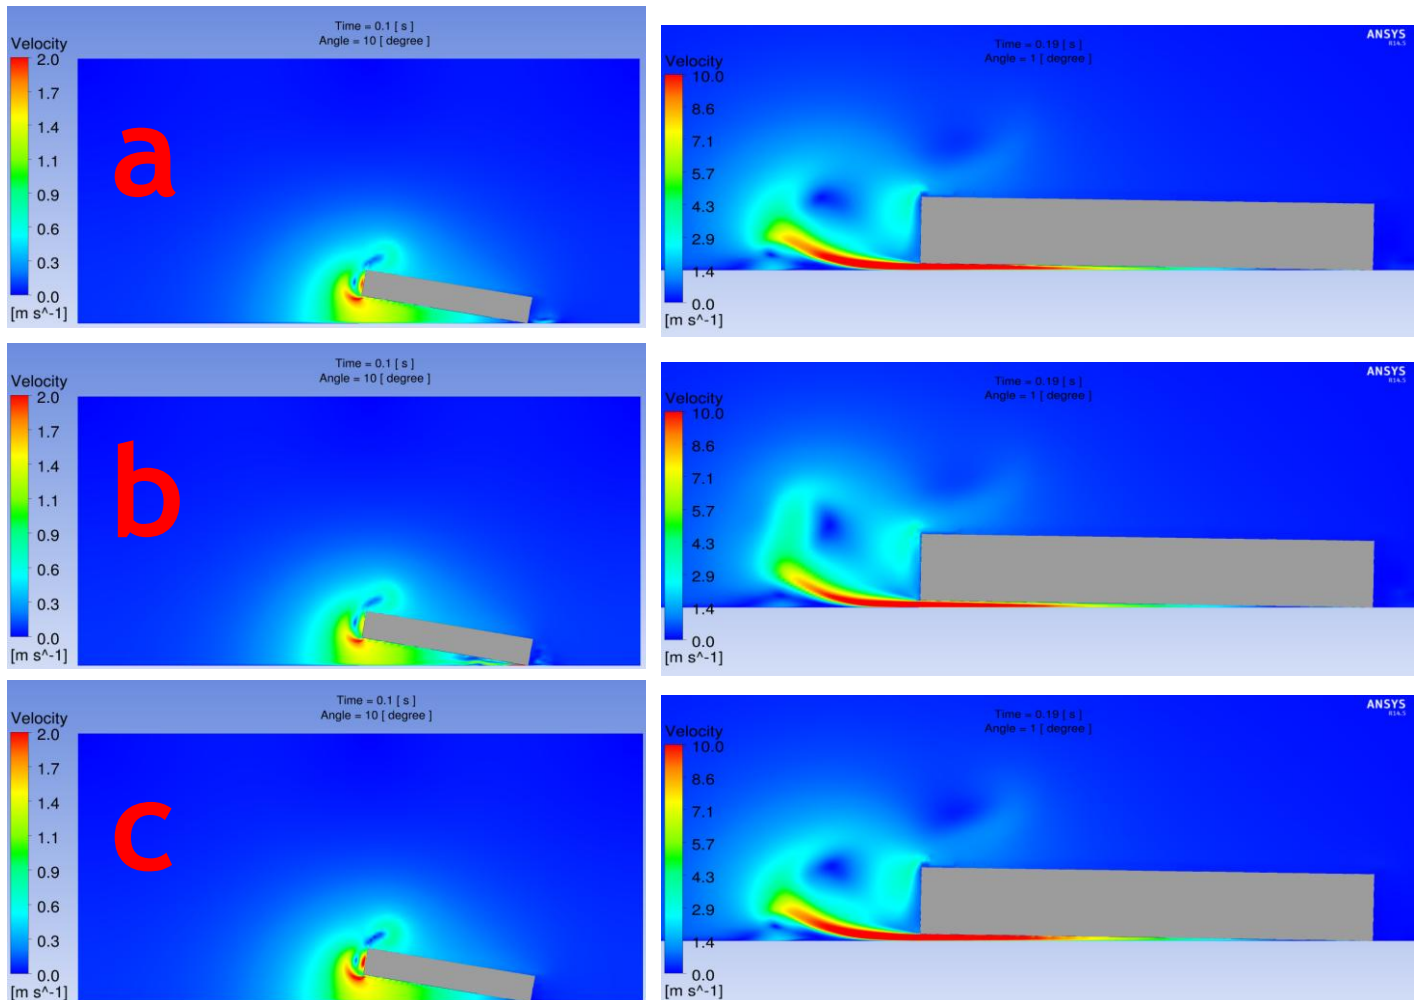 Time = 0.1 [ s ]
Angle = 10 [ degree ]
Velocity
2.0
1.7
1.4
1.1
0.9
0.6
0.3
0.0
[m s^-1]
a
ANSYS
R14.5
Time = 0.19 [ s ]
Angle = 1 [ degree ]
Velocity
10.0
8.6
7.1
5.7
4.3
2.9
1.4
0.0
[m s^-1]
Time = 0.1 [ s ]
Angle = 10 [ degree ]
Velocity
2.0
1.7
1.4
1.1
0.9
0.6
0.3
0.0
[m s^-1]
b
ANSYS
R14.5
Time = 0.19 [ s ]
Angle = 1 [ degree ]
Velocity
10.0
8.6
7.1
5.7
4.3
2.9
1.4
0.0
[m s^-1]
Time = 0.1 [ s ]
Angle = 10 [ degree ]
Velocity
2.0
1.7
1.4
1.1
0.9
0.6
0.3
0.0
[m s^-1]
c
ANSYS
R14.5
Time = 0.19 [ s ]
Angle = 1 [ degree ]
Velocity
10.0
8.6
7.1
5.7
4.3
2.9
1.4
0.0
[m s^-1]